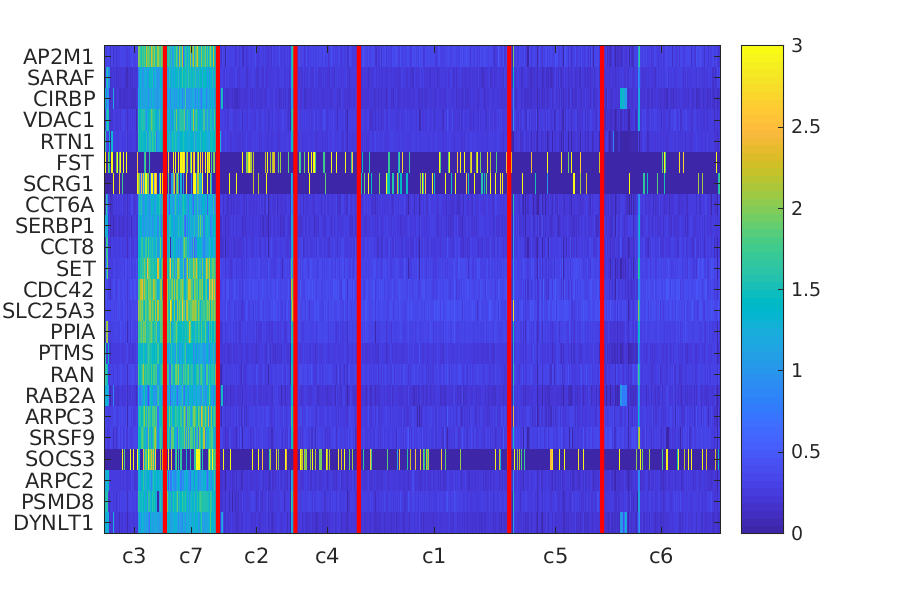 AP2M1
SARAF
CIRBP
VDAC1
RTN1
FST
SCRG1
CCT6A
SERBP1
CCT8
SET
CDC42
SLC25A3
PPIA
PTMS
RAN
RAB2A
ARPC3
SRSF9
SOCS3
ARPC2
PSMD8
DYNLT1
c3 c7 c2 c4 c1 c5 c6
3
2.5
2
1.5
1
0.5
0